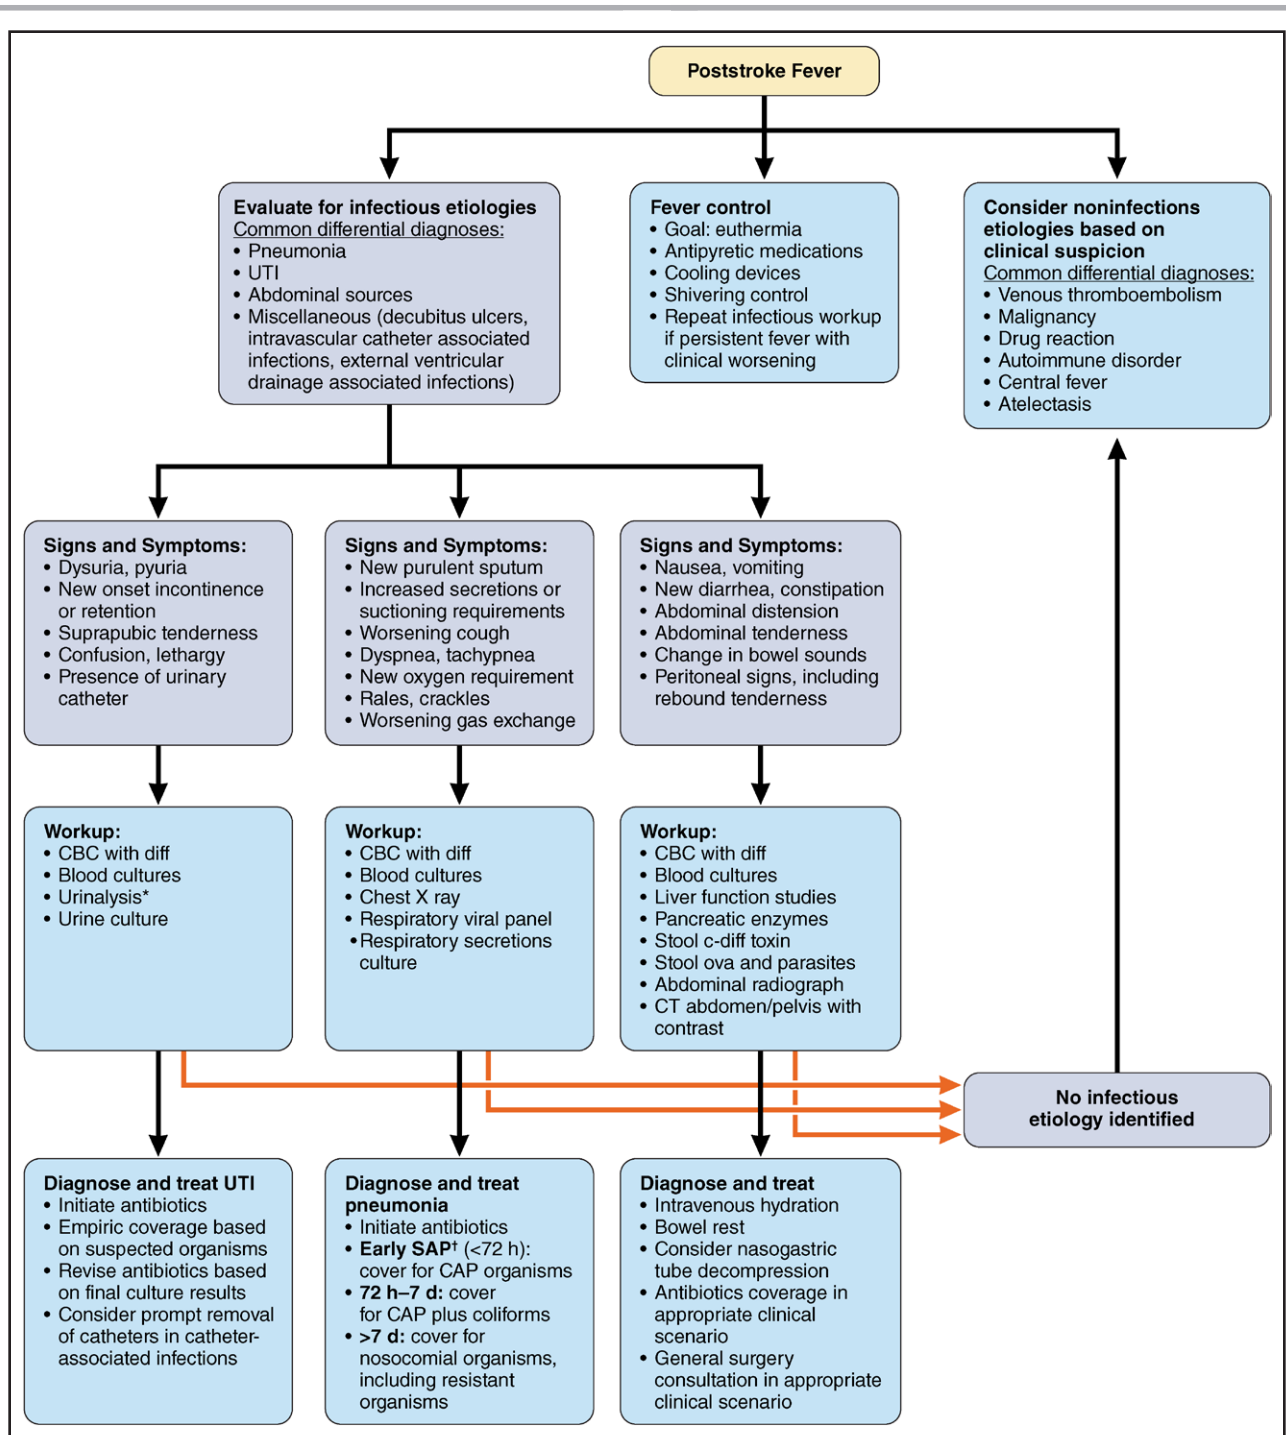 Poststroke Fever
Evaluate for infectious etiologies
Common differential diagnoses:
• Pneumonia
• UTI
• Abdominal sources
• Miscellaneous (decubitus ulcers,
intravascular catheter associated
infections, external ventricular
drainage associated infections)
Fever control
• Goal: euthermia
• Antipyretic medications
• Cooling devices
• Shivering control
• Repeat infectious workup
if persistent fever with
clinical worsening
Consider noninfections
etiologies based on
clinical suspicion
Common differential diagnoses:
• Venous thromboembolism
• Malignancy
• Drug reaction
• Autoimmune disorder
• Central fever
• Atelectasis
Signs and Symptoms:
• Dysuria, pyuria
• New onset incontinence
or retention
• Suprapubic tenderness
• Confusion, lethargy
• Presence of urinary
catheter
Signs and Symptoms:
• New purulent sputum
• Increased secretions or
suctioning requirements
• Worsening cough
• Dyspnea, tachypnea
• New oxygen requirement
• Rales, crackles
• Worsening gas exchange
Signs and Symptoms:
• Nausea, vomiting
• New diarrhea, constipation
• Abdominal distension
• Abdominal tenderness
• Change in bowel sounds
• Peritoneal signs, including
rebound tenderness
Workup:
• CBC with diff
• Blood cultures
• Urinalysis*
• Urine culture
Workup:
• CBC with diff
• Blood cultures
• Chest X ray
• Respiratory viral panel
• Respiratory secretions
culture
Workup:
• CBC with diff
• Blood cultures
• Liver function studies
• Pancreatic enzymes
• Stool c-diff toxin
• Stool ova and parasites
• Abdominal radiograph
• CT abdomen/pelvis with
contrast
No infectious
etiology identified
Diagnose and treat UTI
• Initiate antibiotics
• Empiric coverage based
on suspected organisms
• Revise antibiotics based
on final culture results
• Consider prompt removal
of catheters in catheter-
associated infections
Diagnose and treat
pneumonia
• Initiate antibiotics
• Early SAP† (<72 h):
cover for CAP organisms
• 72 h–7 d: cover
for CAP plus coliforms
• >7 d: cover for
nosocomial organisms,
including resistant
organisms
Diagnose and treat
• Intravenous hydration
• Bowel rest
• Consider nasogastric
tube decompression
• Antibiotics coverage in
appropriate clinical
scenario
• General surgery
consultation in appropriate
clinical scenario